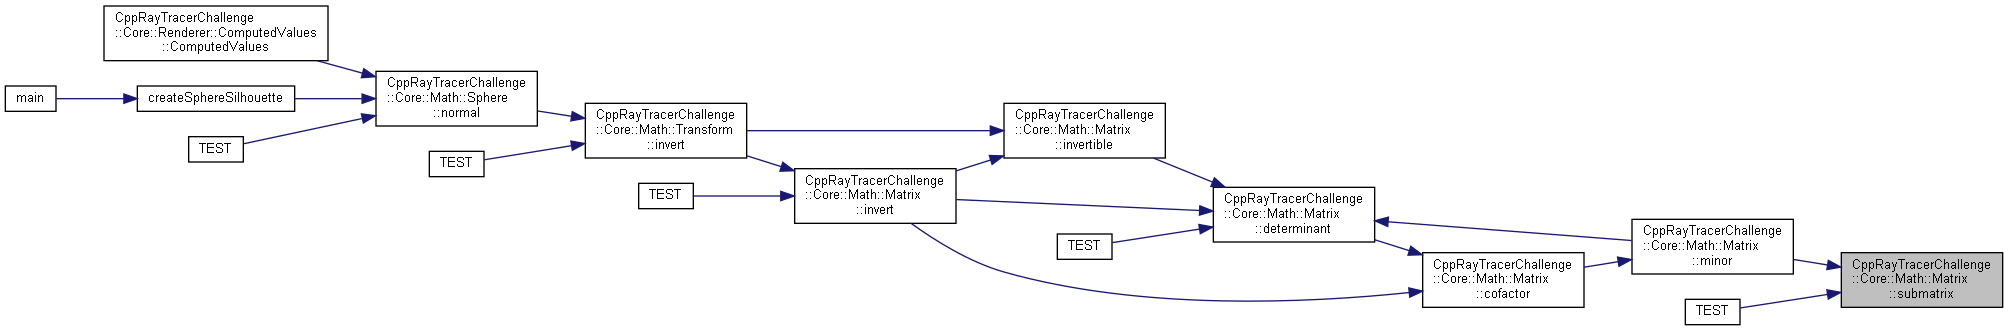 CppRayTracerChallenge
::Core::Renderer::ComputedValues
::ComputedValues
main
createSphereSilhouette
TEST
CppRayTracerChallenge
::Core::Math::Sphere
::normal
TEST
CppRayTracerChallenge
::Core::Math::Transform
::invert
TEST
CppRayTracerChallenge
::Core::Math::Matrix
::invert
CppRayTracerChallenge
::Core::Math::Matrix
::invertible
TEST
CppRayTracerChallenge
::Core::Math::Matrix
::determinant
CppRayTracerChallenge
::Core::Math::Matrix
::cofactor
CppRayTracerChallenge
::Core::Math::Matrix
::minor
TEST
CppRayTracerChallenge
::Core::Math::Matrix
::submatrix